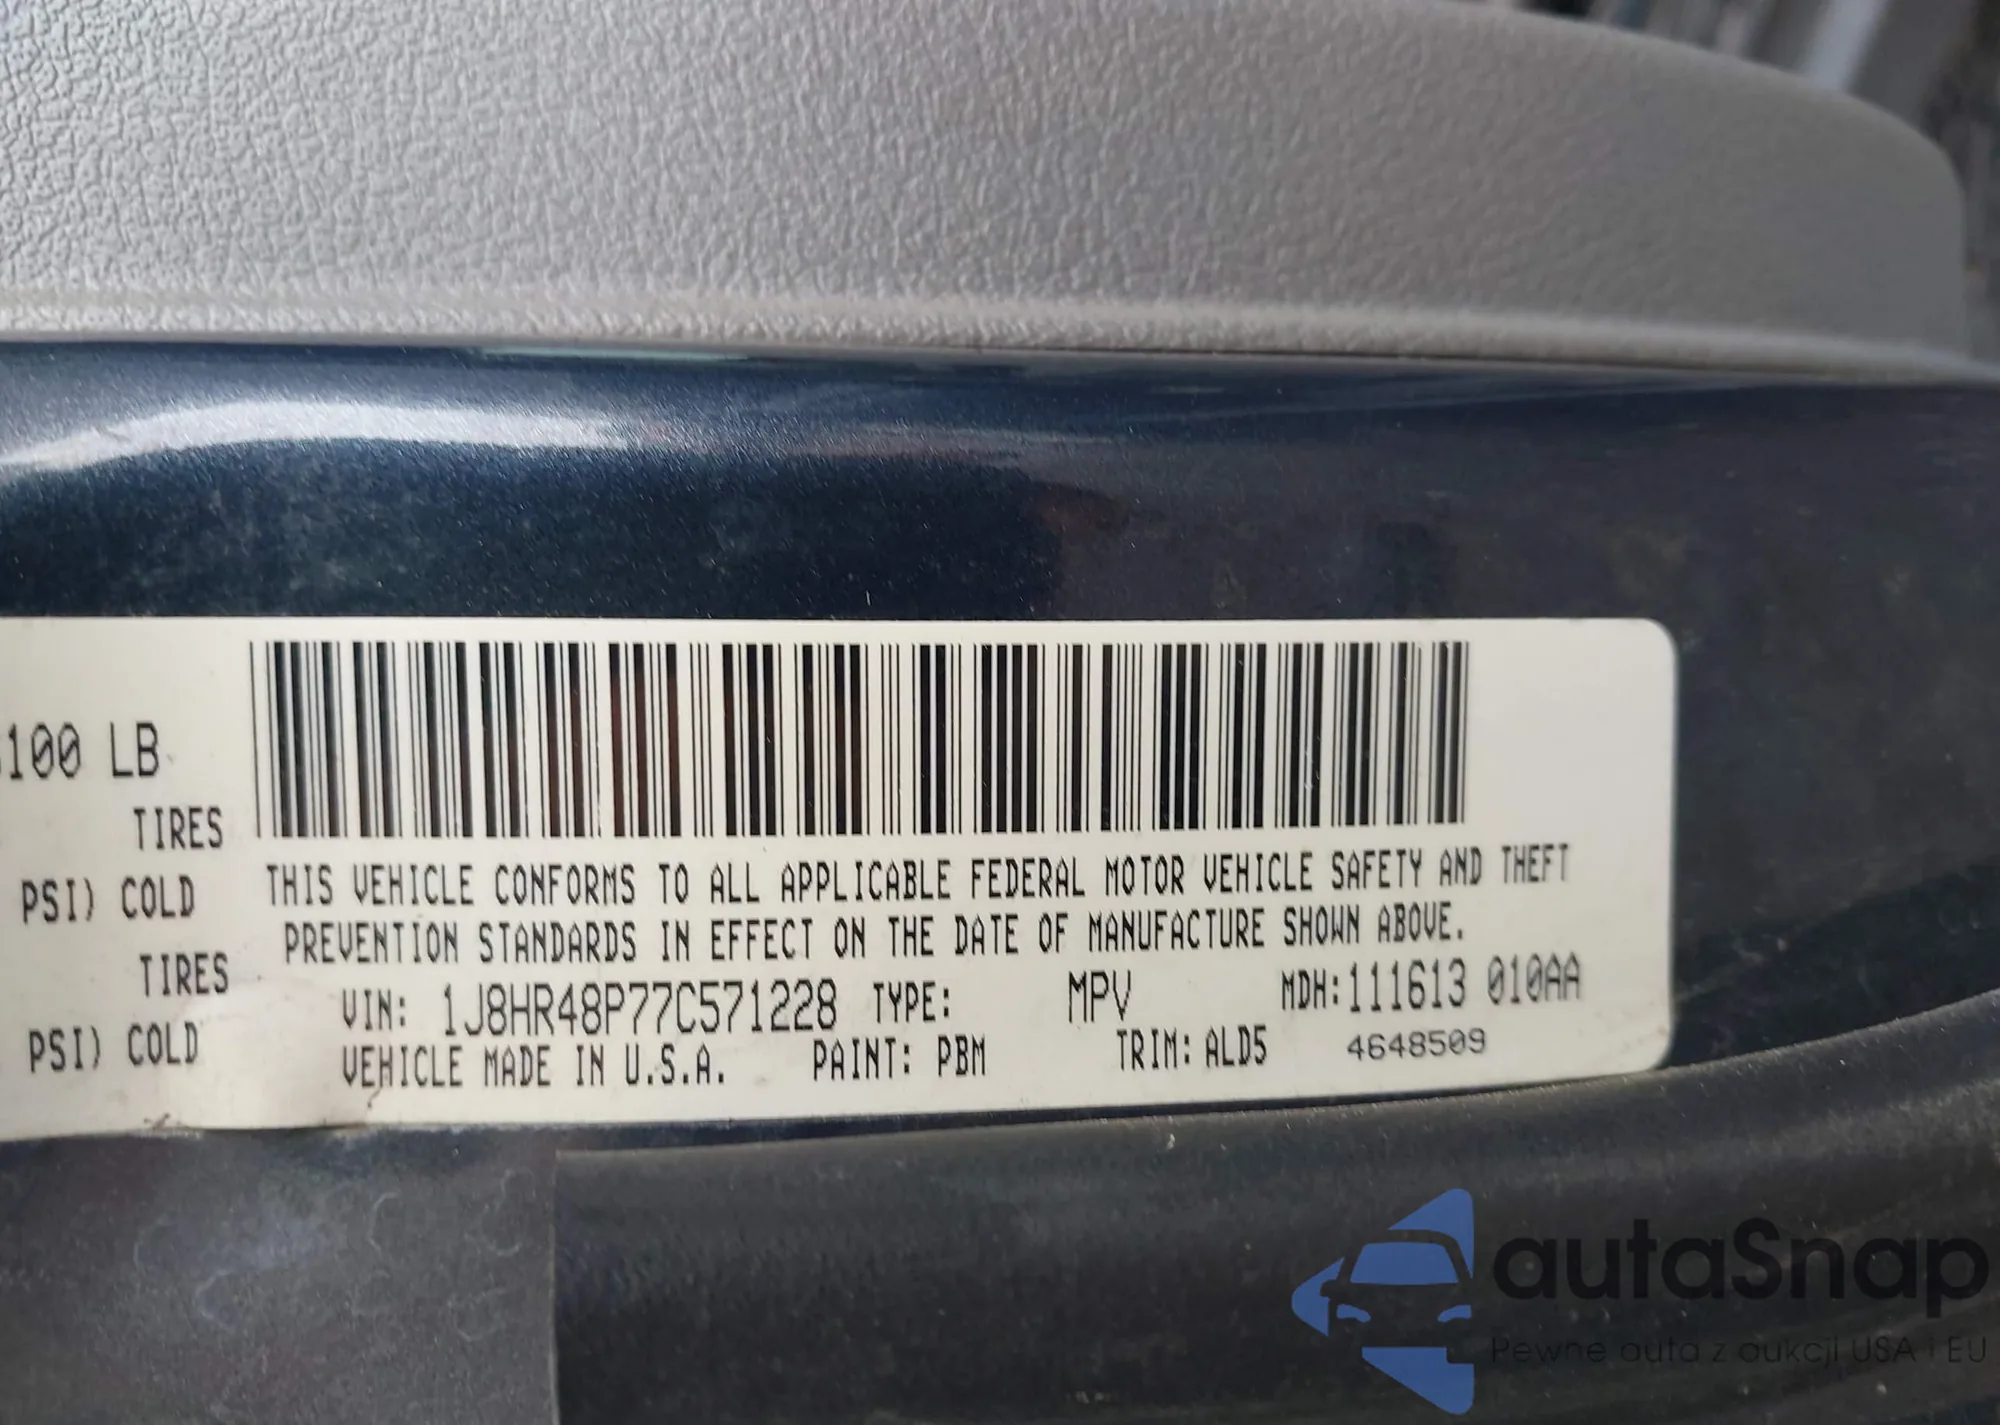 100 LB
TIRES
PSI) COLD
TIRES
PSI) COLD
THIS VEHICLE CONFORMS TO ALL APPLICABLE FEDERAL MOTOR VEHICLE SAFETY AND THEFT
PREVENTION STANDARDS IN EFFECT ON THE DATE OF MANUFACTURE SHOWN ABOVE.
VIN: 1J8HR48P77C571228 TYPE: MPV MDH:111613 010AA
VEHICLE MADE IN U.S.A. PAINT: PBM TRIM: ALD5 4648509
autaSnap
Pewne auta z aukcji USA i EU